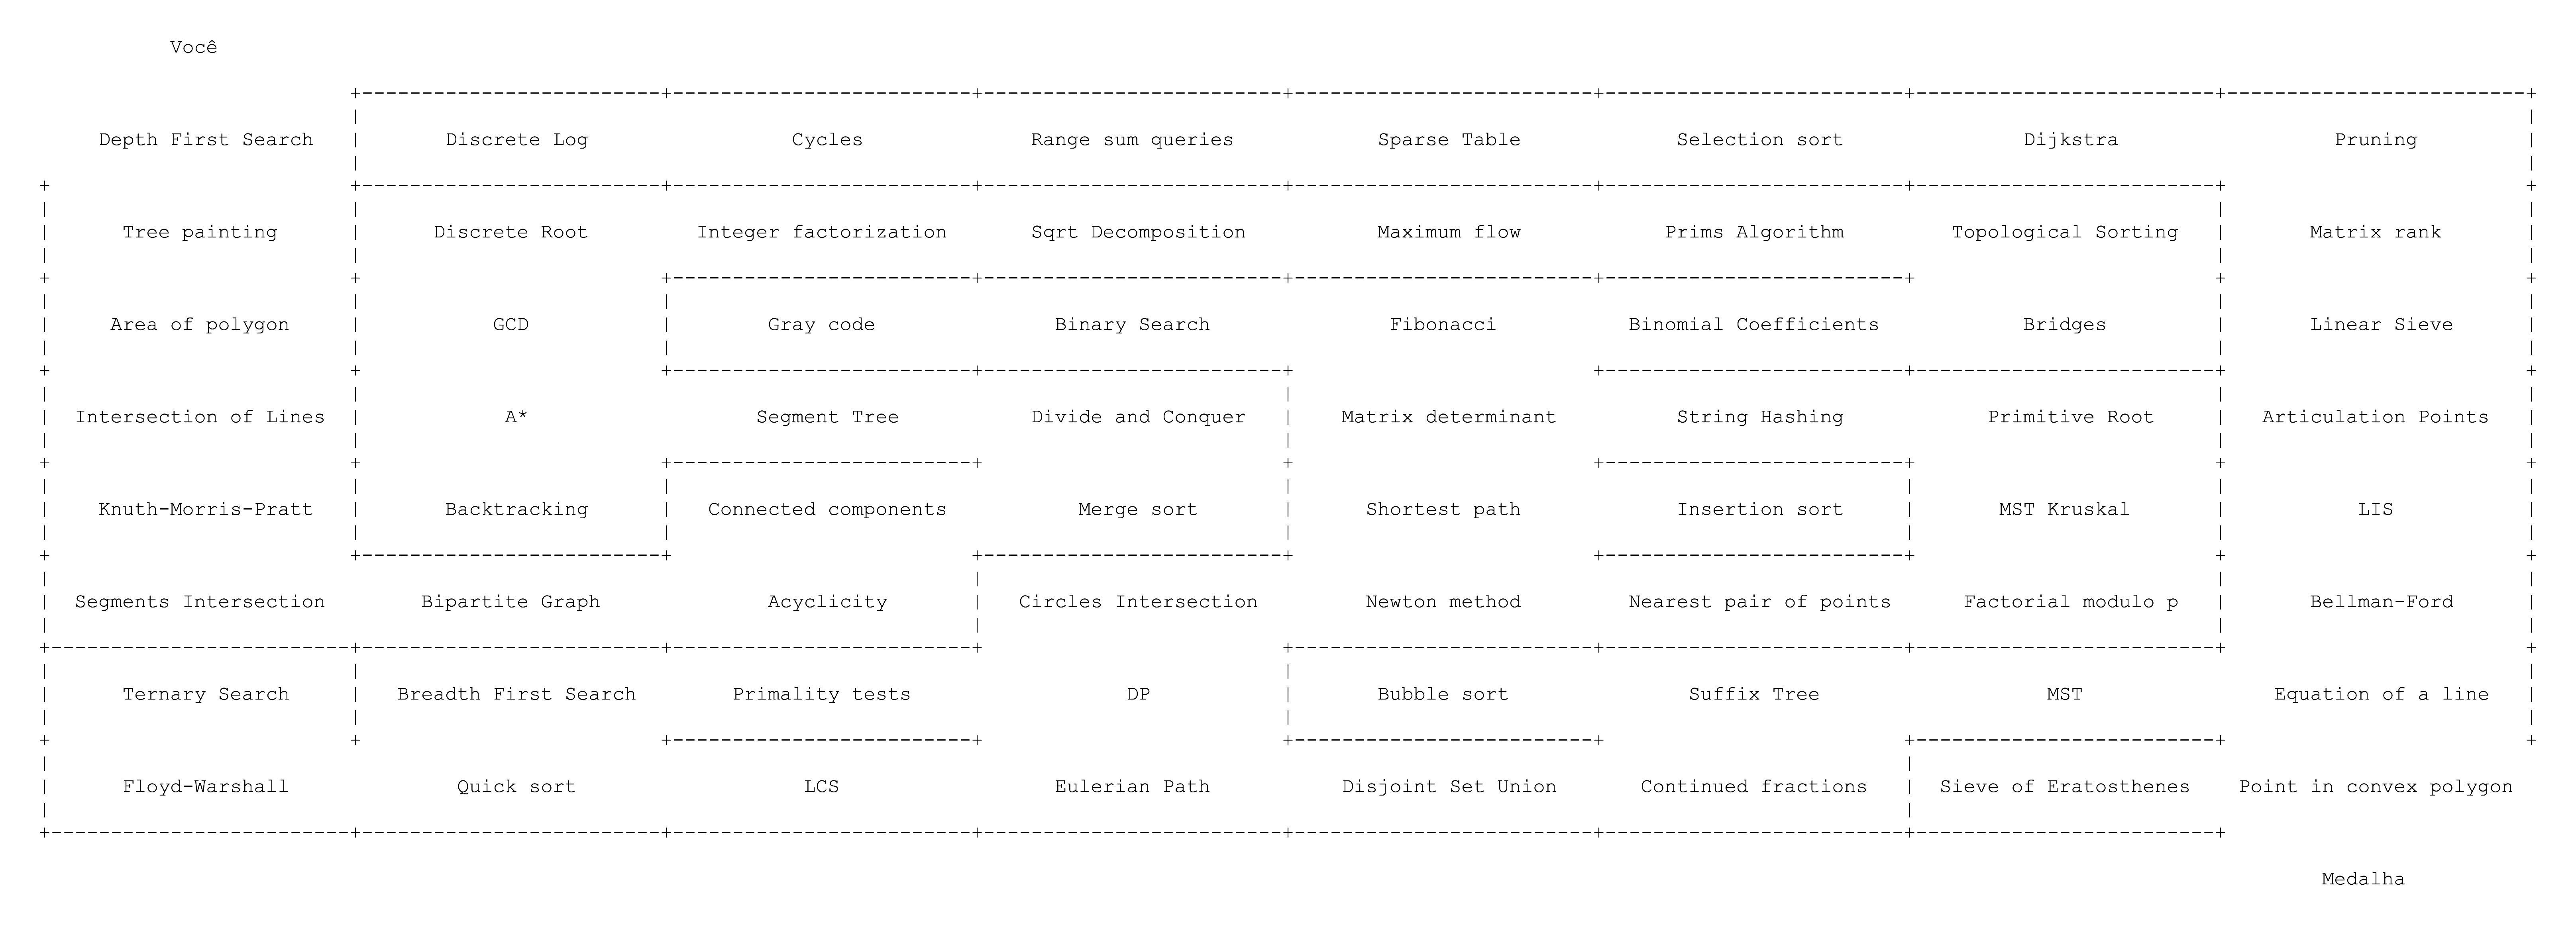 Você
Depth First Search Discrete Log Cycles Range sum queries Sparse Table Selection sort Dijkstra Pruning
Tree painting Discrete Root Integer factorization Sqrt Decomposition Maximum flow Prims Algorithm Topological Sorting Matrix rank
Area of polygon GCD Gray code Binary Search Fibonacci Binomial Coefficients Bridges Linear Sieve
Intersection of Lines A* Segment Tree Divide and Conquer Matrix determinant String Hashing Primitive Root Articulation Points
Knuth-Morris-Pratt Backtracking Connected components Merge sort Shortest path Insertion sort MST Kruskal LIS
Segments Intersection Bipartite Graph Acyclicity Circles Intersection Newton method Nearest pair of points Factorial modulo p Bellman-Ford
Ternary Search Breadth First Search Primality tests DP Bubble sort Suffix Tree MST Equation of a line
Floyd-Warshall Quick sort LCS Eulerian Path Disjoint Set Union Continued fractions Sieve of Eratosthenes Point in convex polygon
Medalha